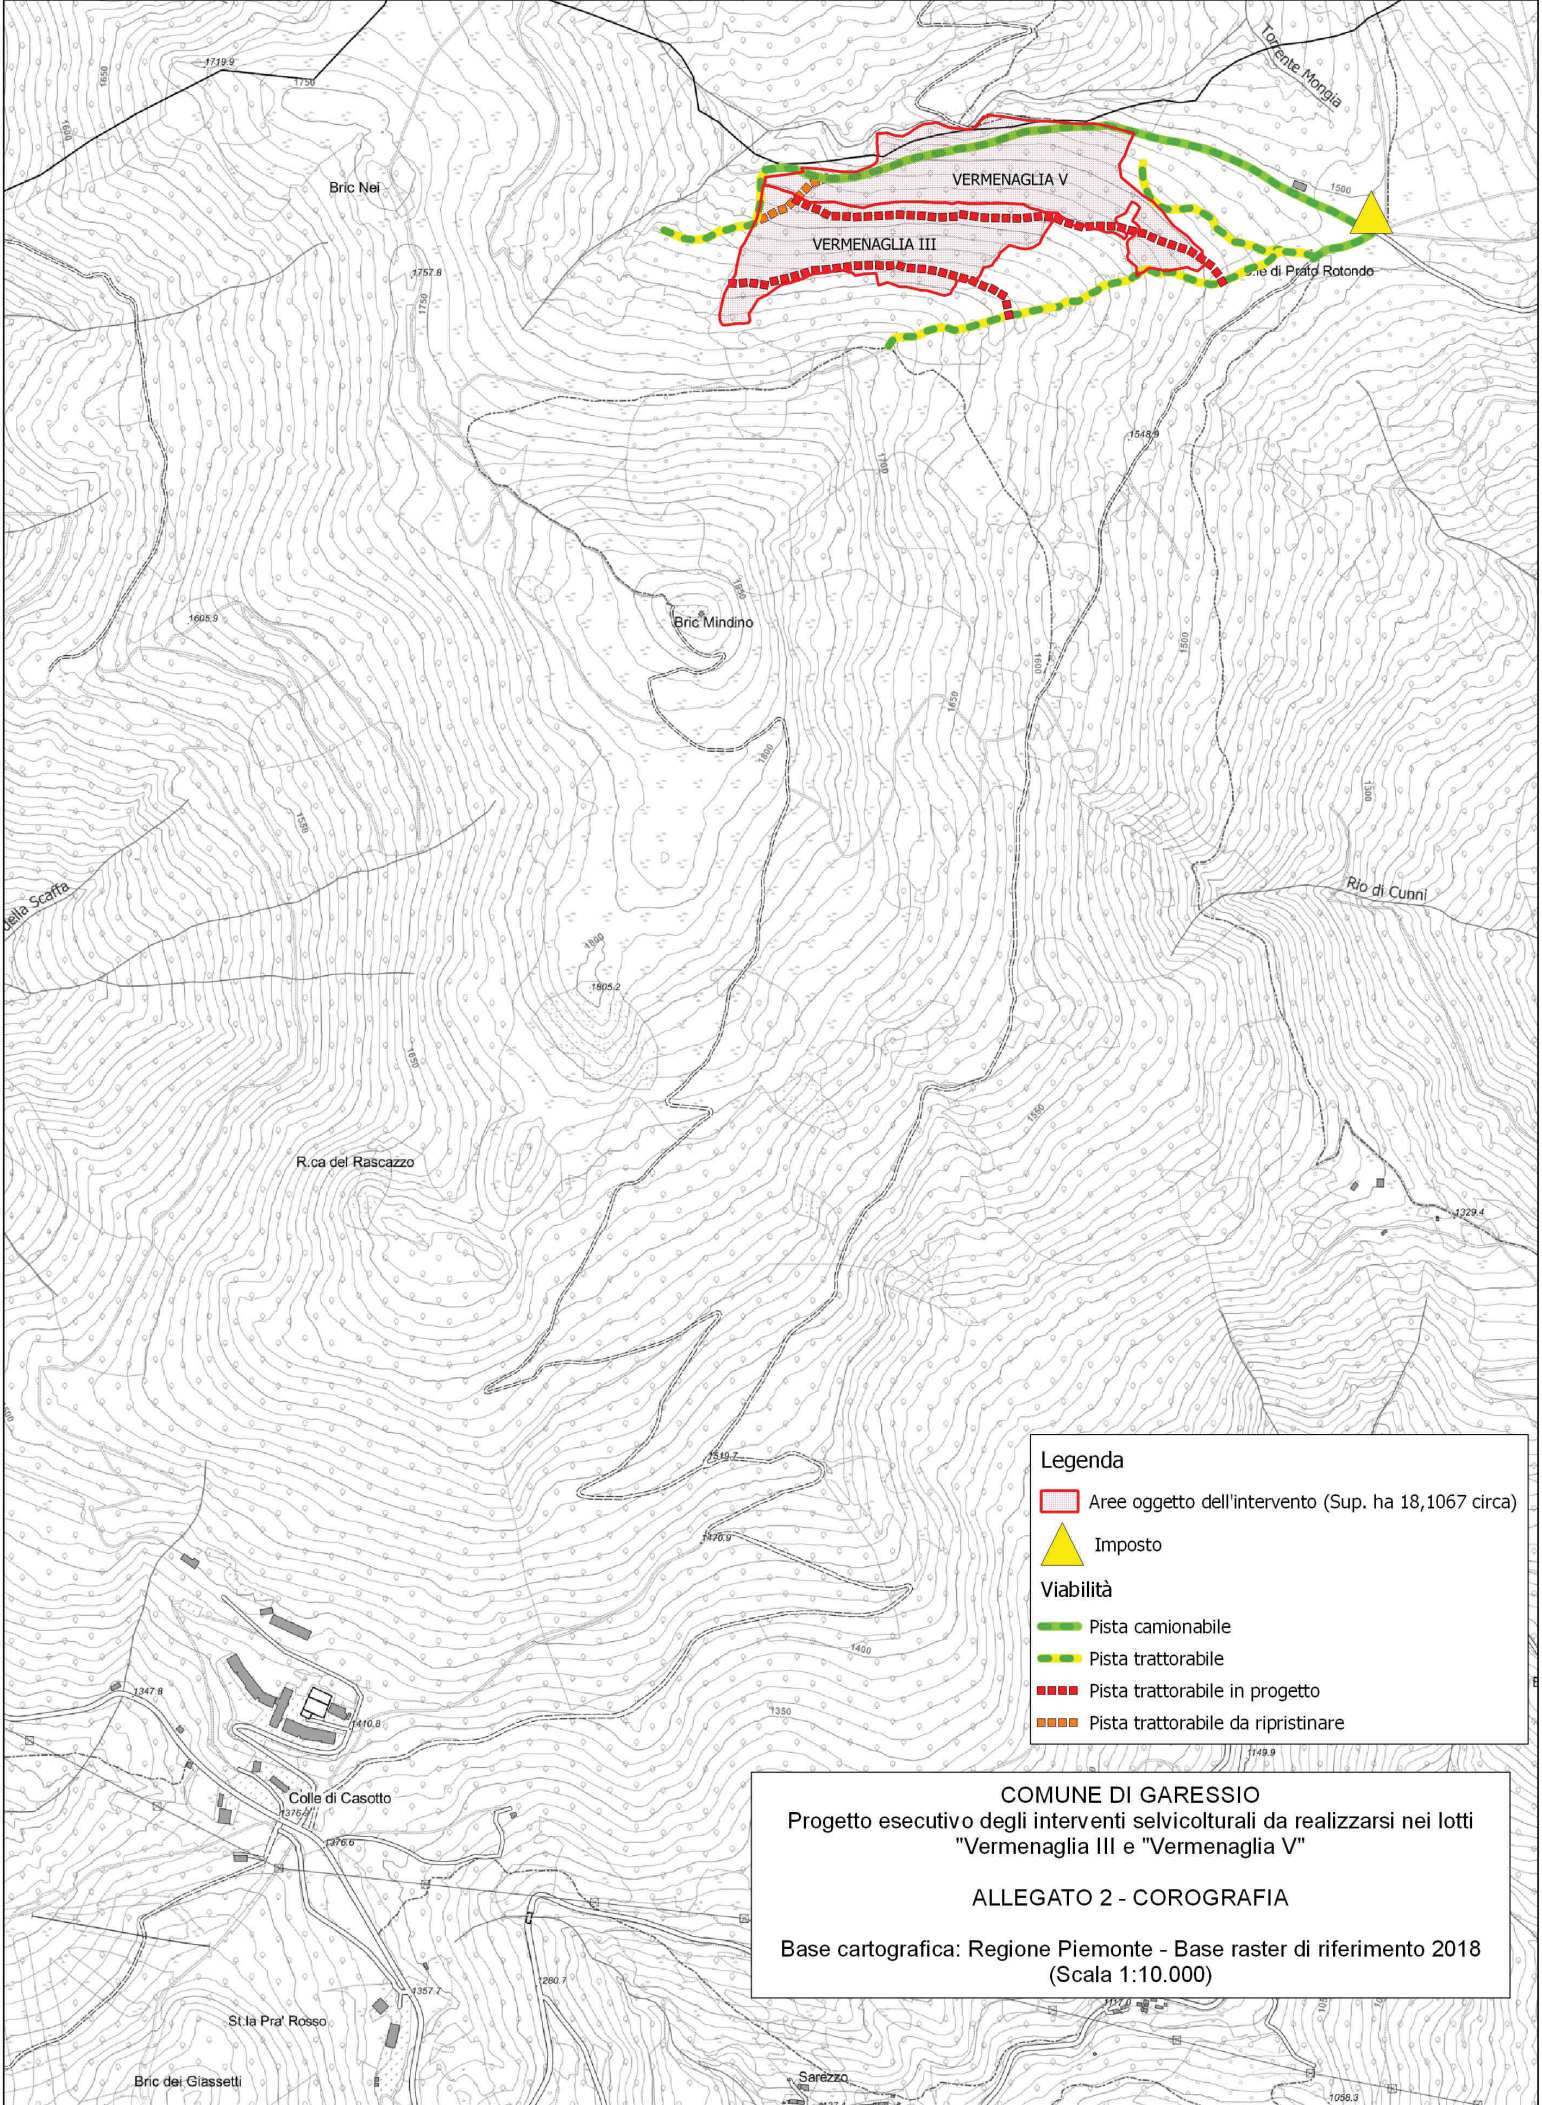 1719.9
1750
1650
1600
Torrente Mongia
Bric Nei
VERMENAGLIA V
1500
VERMENAGLIA III
1757.8
1750
di Prato Rotondo
1548.9
1700
1850
Bric Mindino
1605.9
1500
1600
1650
1800
1300
1550
della Scaffa
Rio di Cunni
1800
1805.2
1650
1550
R.ca del Rascazzo
1329.4
1519.7
1470.9
1400
1350
Legenda
Aree oggetto dell'intervento (Sup. ha 18,1067 circa)
Imposto
Viabilità
Pista camionabile
Pista trattorabile
Pista trattorabile in progetto
Pista trattorabile da ripristinare
1347.8
1410.8
1149.9
Colle di Casotto
1376.6
COMUNE DI GARESSIO
Progetto esecutivo degli interventi selvicolturali da realizzarsi nei lotti
"Vermenaglia III e "Vermenaglia V"
ALLEGATO 2 - COROGRAFIA
Base cartografica: Regione Piemonte - Base raster di riferimento 2018
(Scala 1:10.000)
1280.7
1357.7
St.la Pra' Rosso
Bric dei Giassetti
Sarezzo
1058.3